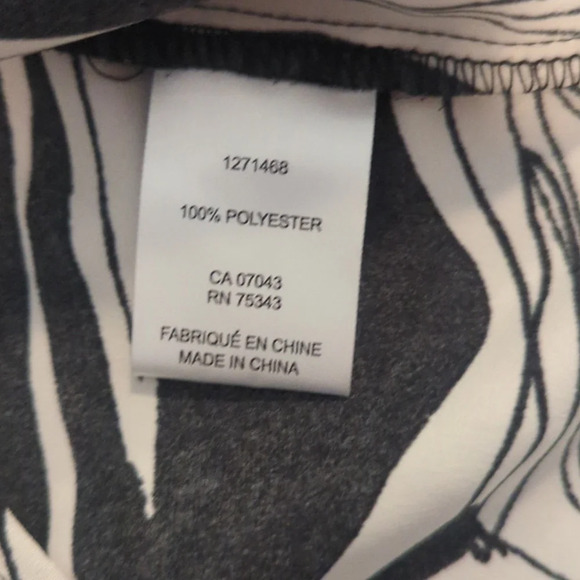 1271468
100% POLYESTER
CA 07043
RN 75343
FABRIQUÉ EN CHINE
MADE IN CHINA